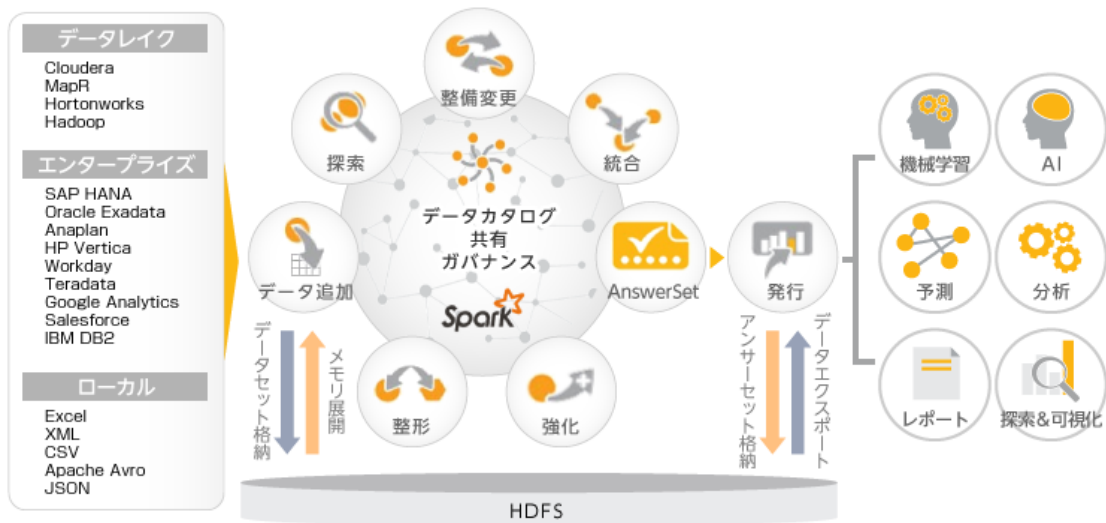 データレイク
Cloudera
MapR
Hortonworks
Hadoop
エンタープライズ
SAP HANA
Oracle Exadata
Anaplan
HP Vertica
Workday
Teradata
Google Analytics
Salesforce
IBM DB2
ローカル
Excel
XML
CSV
Apache Avro
JSON
整備変更
探索
統合
データカタログ
共有
ガバナンス
データ追加
AnswerSet
発行
Spark
データセット格納
メモリ展開
整形
強化
アンサーセット格納
データエクスポート
HDFS
機械学習
AI
予測
分析
レポート
探索&可視化